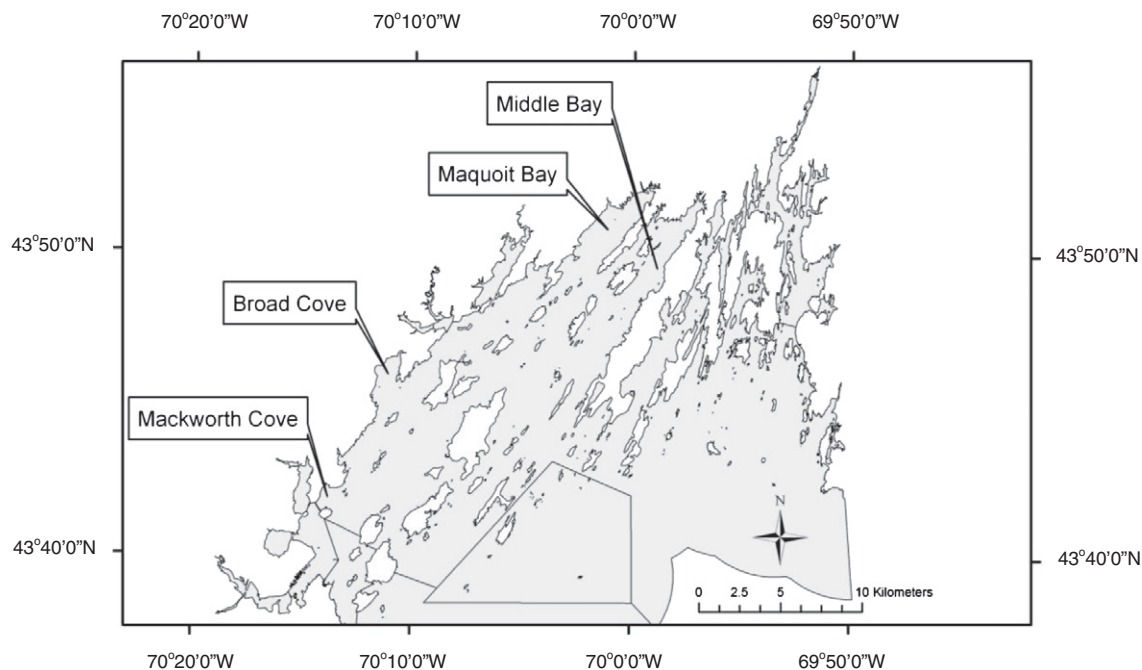 70°20'0"W 70°10'0"W 70°0'0"W 69°50'0"W
Middle Bay
Maquoit Bay
43°50'0"N 43°50'0"N
Broad Cove
Mackworth Cove
N
43°40'0"N 43°40'0"N
0 2.5 5 10 Kilometers
70°20'0"W 70°10'0"W 70°0'0"W 69°50'0"W